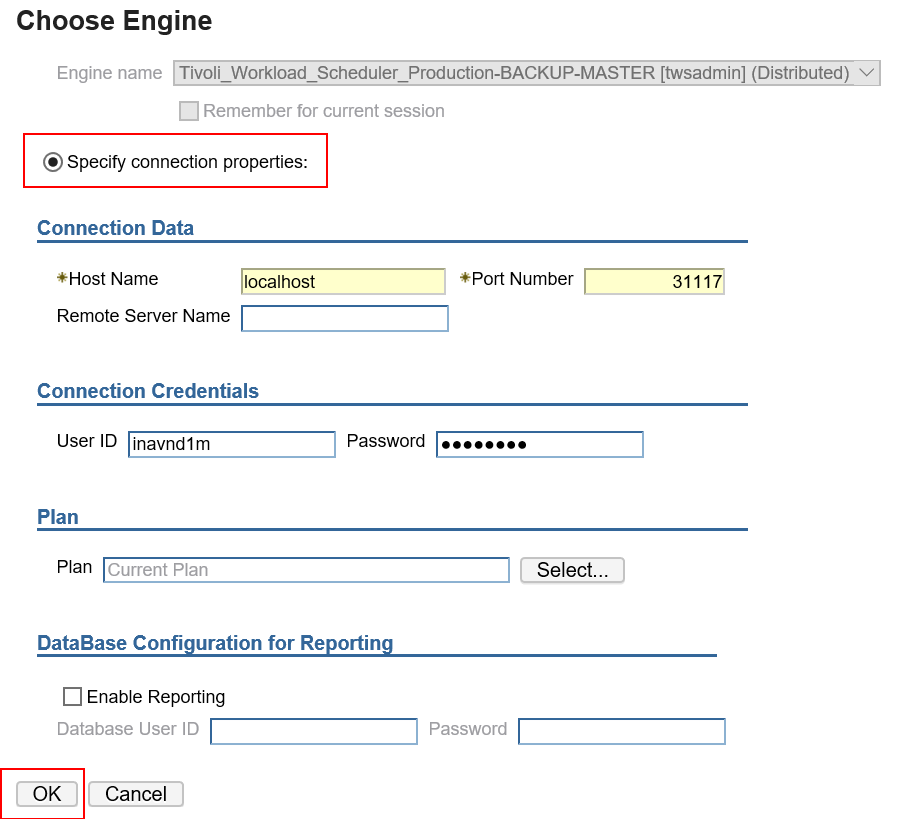 Choose Engine
Engine name Tivoli_Workload_Scheduler_Production-BACKUP-MASTER [twsadmin] (Distributed)
Remember for current session
Specify connection properties:
Connection Data
*Host Name localhost *Port Number 31117
Remote Server Name
Connection Credentials
User ID inavnd1m Password ●●●●●●●●
Plan
Plan Current Plan Select...
DataBase Configuration for Reporting
Enable Reporting
Database User ID Password
OK Cancel